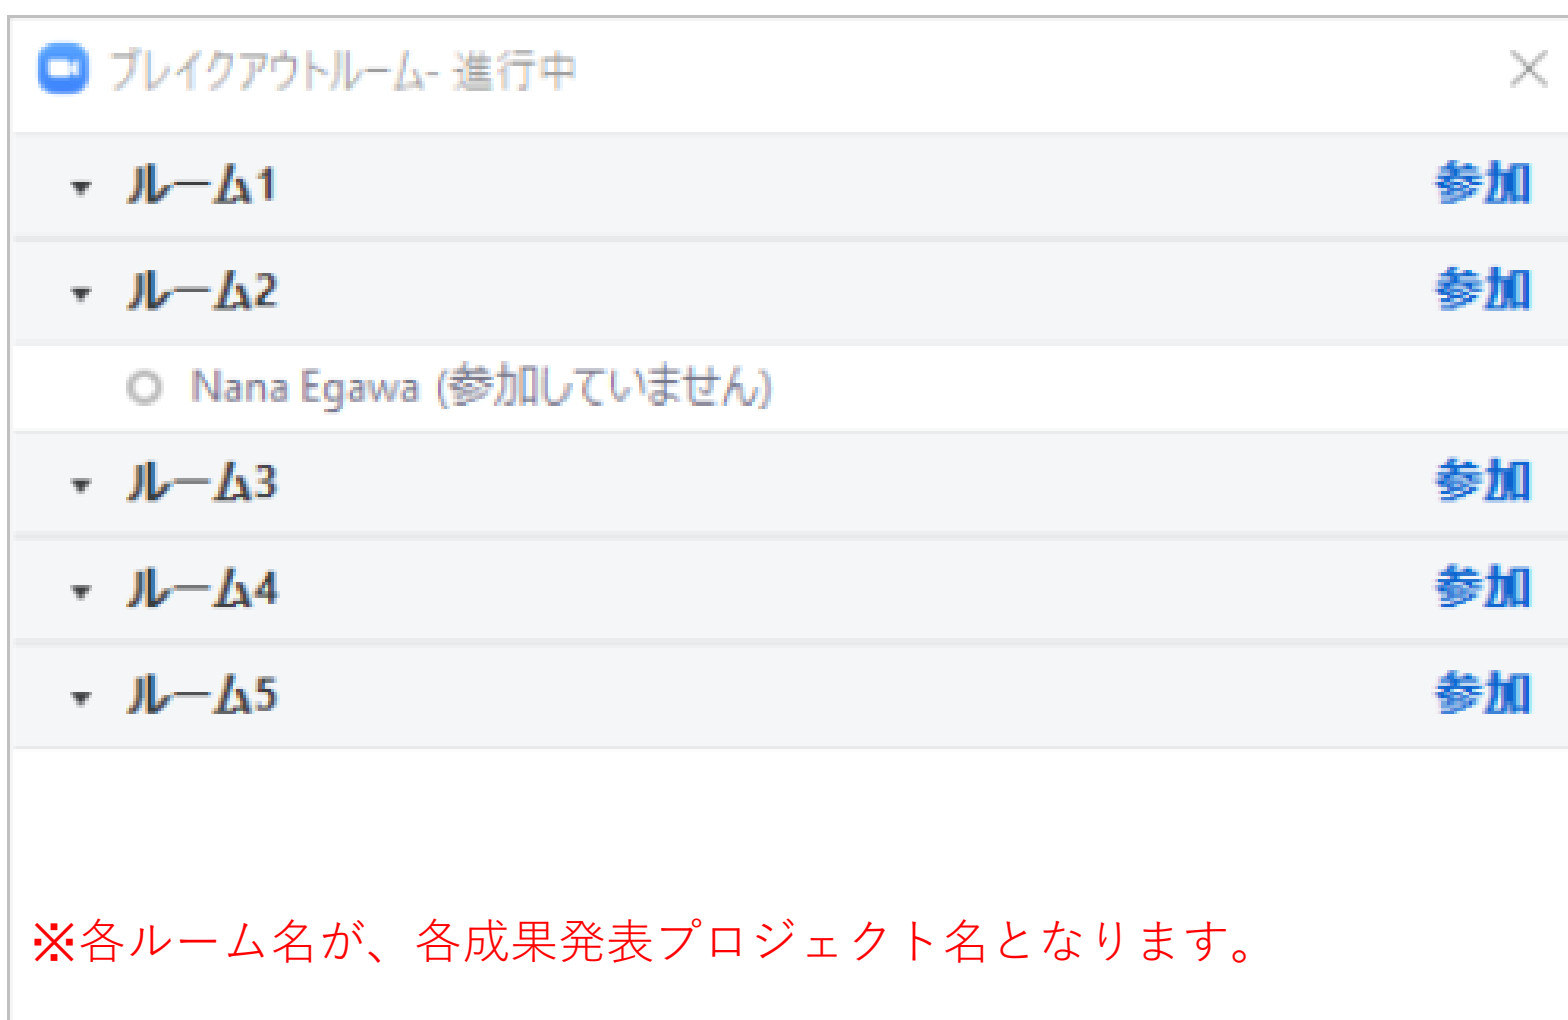 ブレイクアウトルーム- 進行中
ルーム1 参加
ルーム2 参加
Nana Egawa (参加していません)
ルーム3 参加
ルーム4 参加
ルーム5 参加
※各ルーム名が、各成果発表プロジェクト名となります。